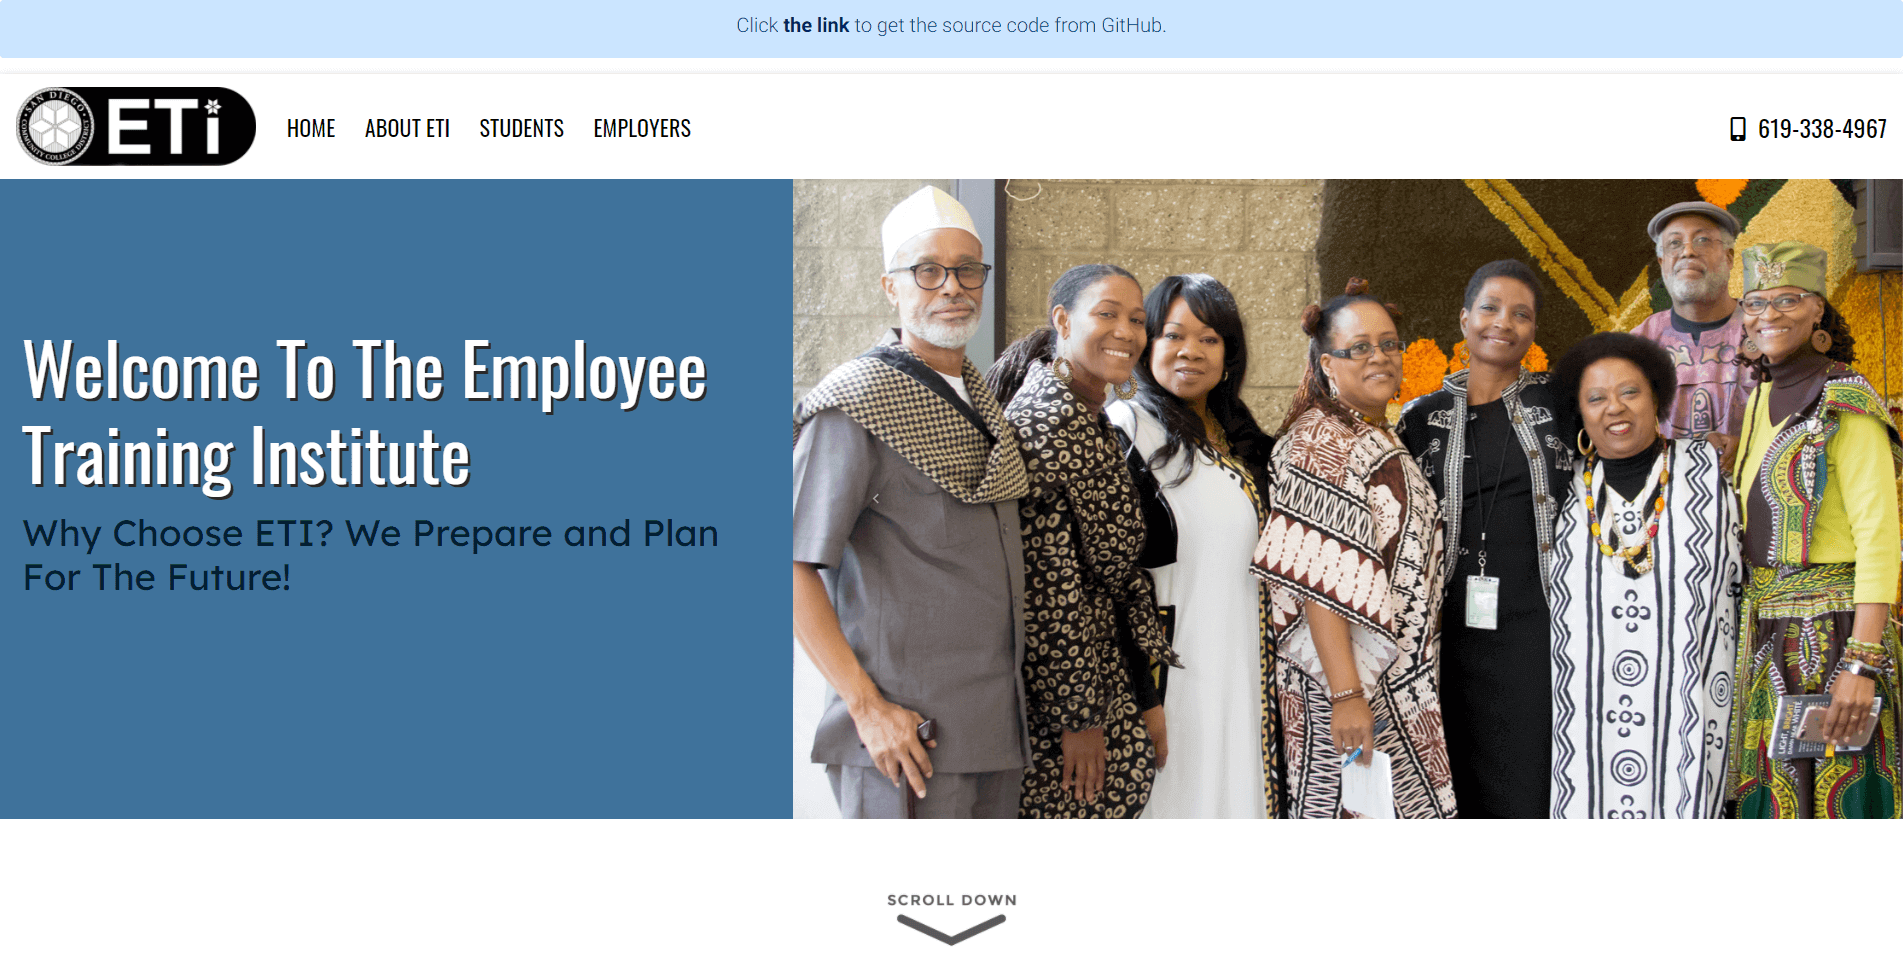 Click the link to get the source code from GitHub.
SAN DIEGO
COMMUNITY COLLEGE DISTRICT
ETi
HOME
ABOUT ETI
STUDENTS
EMPLOYERS
619-338-4967
Welcome To The Employee
Training Institute
Why Choose ETI? We Prepare and Plan
For The Future!
SCROLL DOWN